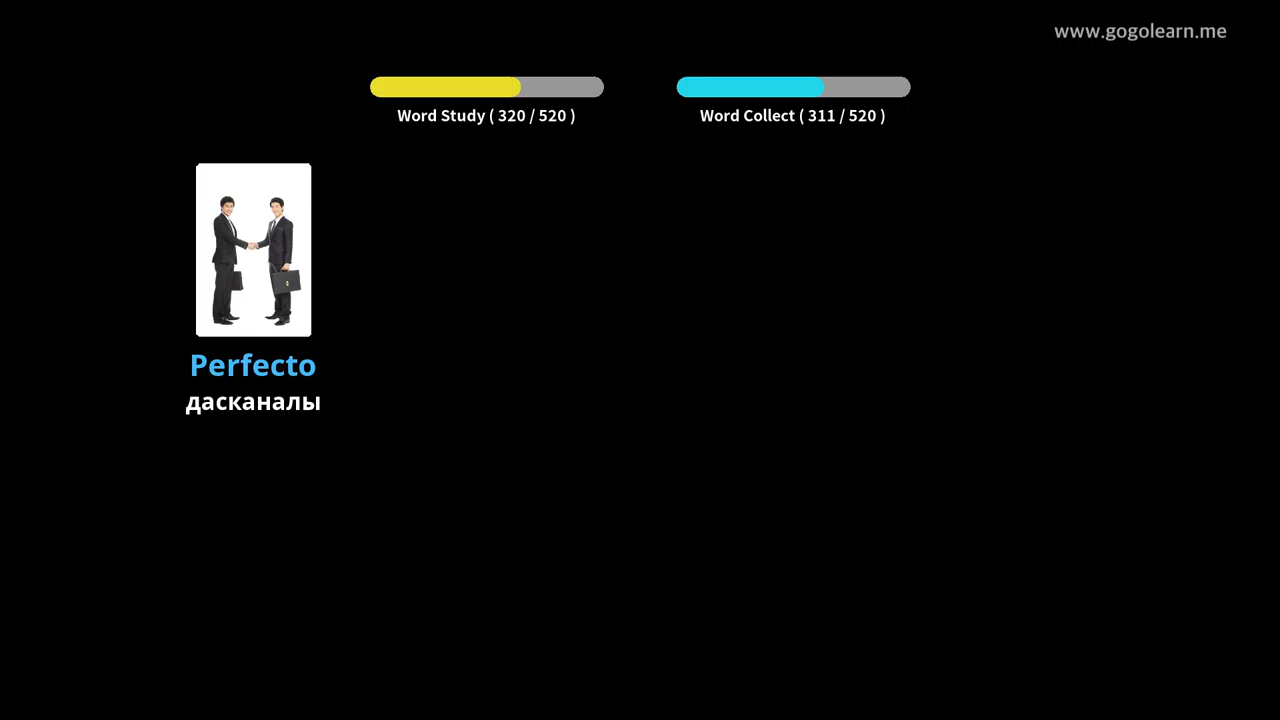 www.gogolearn.me
Word Study ( 320 / 520 )
Word Collect ( 311 / 520 )
Perfecto
дасканалы